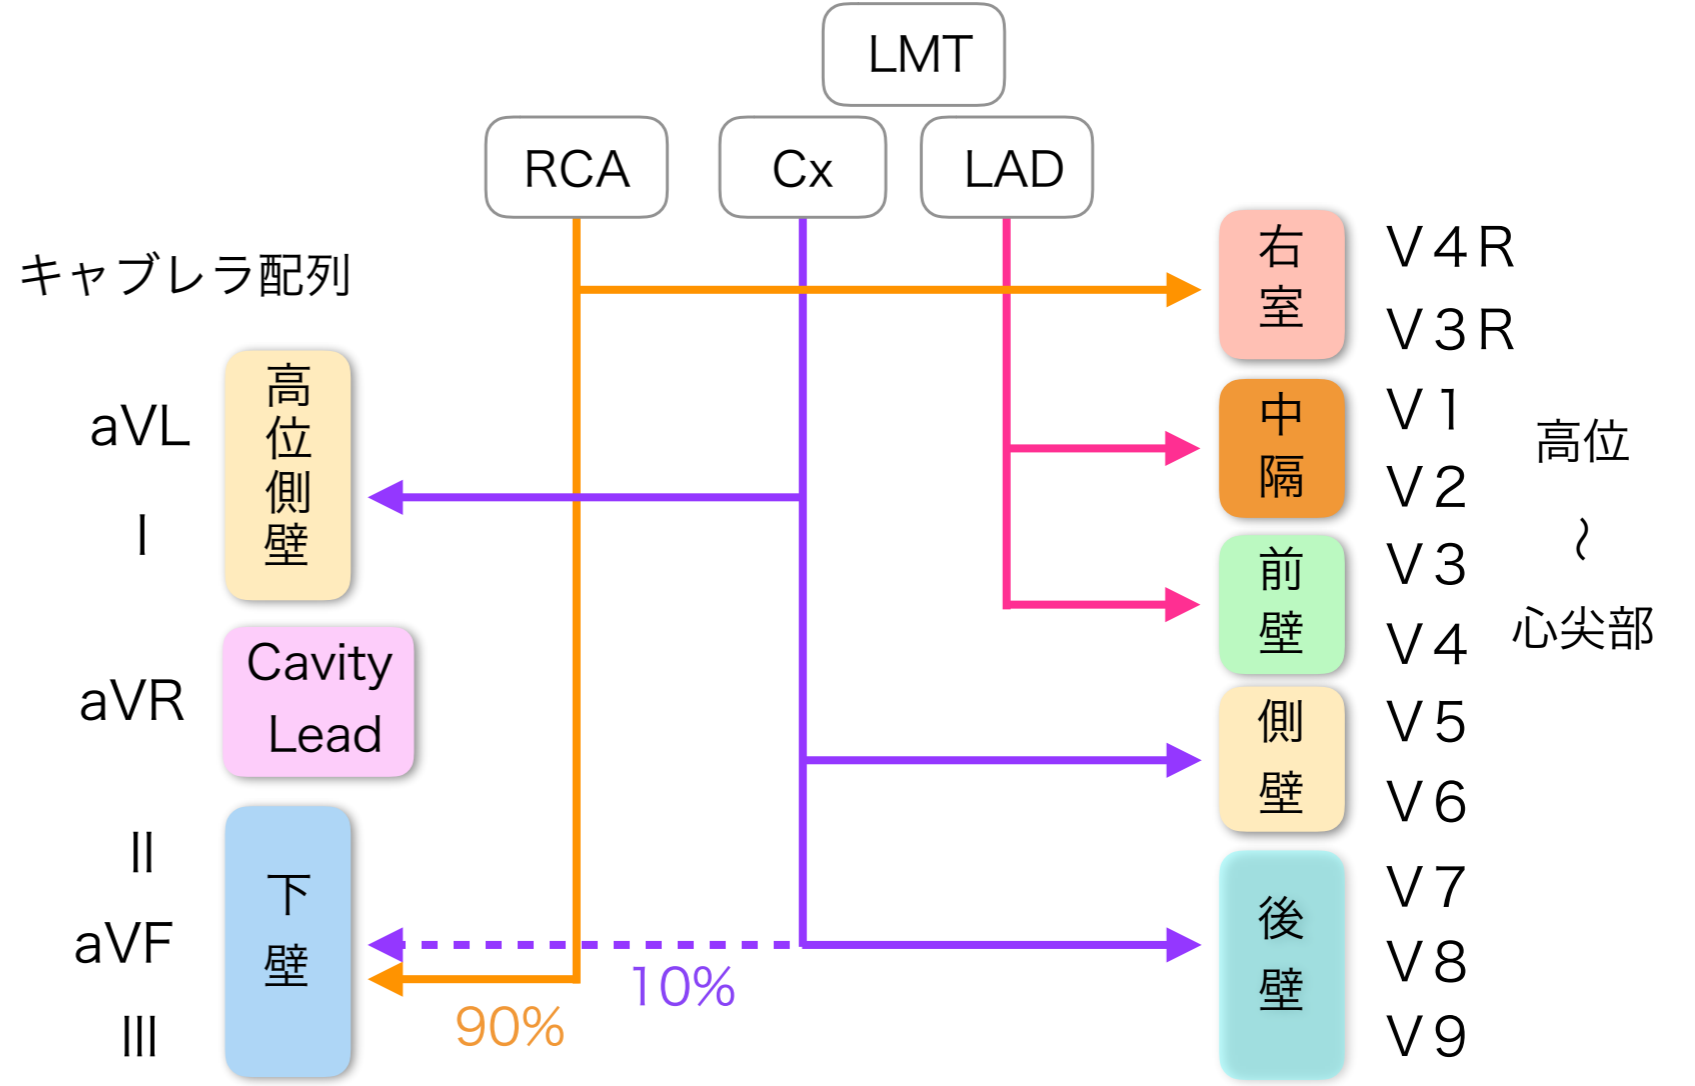 LMT
RCA
Cx
LAD
キャブレラ配列
aVL
I
高位側壁
aVR
Cavity
Lead
II
aVF
III
下壁
90%
10%
右室
V4R
V3R
中隔
V1
V2
前壁
V3
V4
高位
〜
心尖部
側壁
V5
V6
後壁
V7
V8
V9